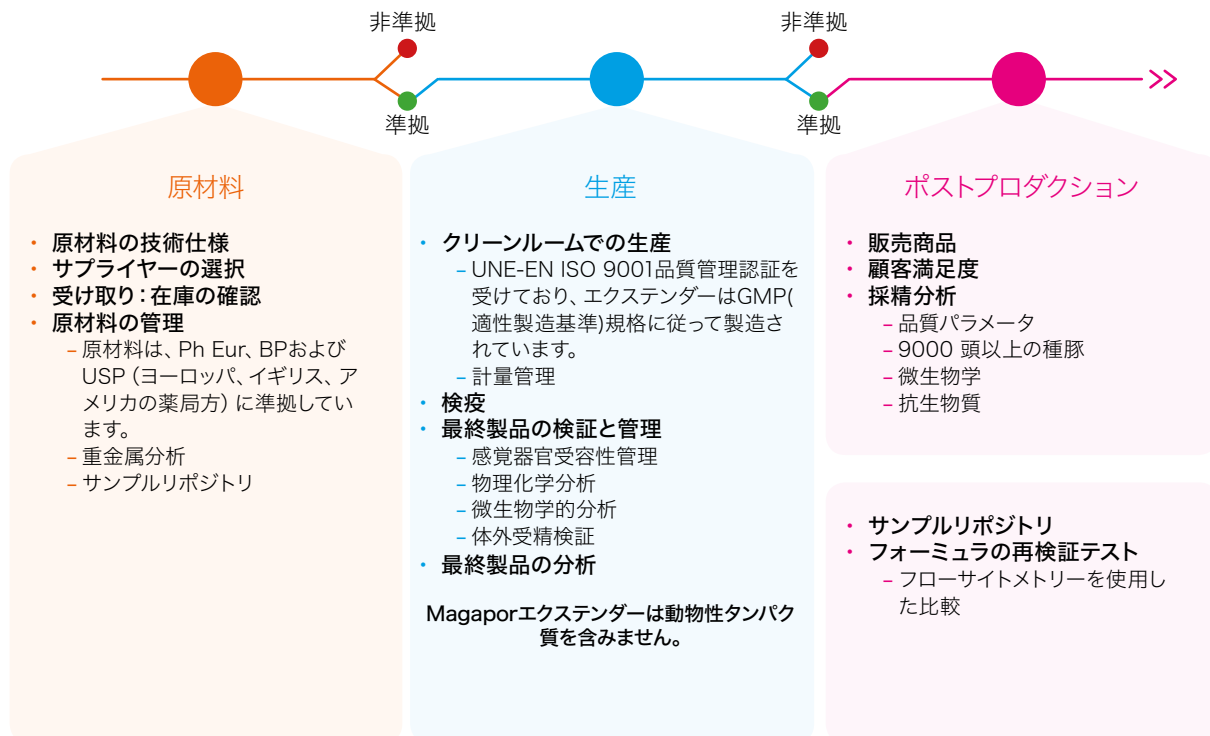 非準拠
非準拠
準拠
準拠
原材料
・ 原材料の技術仕様
・ サプライヤーの選択
・ 受け取り：在庫の確認
・ 原材料の管理
– 原材料は、Ph Eur、BPおよび
USP（ヨーロッパ、イギリス、ア
メリカの薬局方）に準拠してい
ます。
– 重金属分析
– サンプルリポジトリ
生産
・ クリーンルームでの生産
– UNE-EN ISO 9001品質管理認証を
受けており、エクステンダーはGMP(
適性製造基準)規格に従って製造さ
れています。
– 計量管理
・ 検疫
・ 最終製品の検証と管理
– 感覚器官受容性管理
– 物理化学分析
– 微生物学的分析
– 体外受精検証
・ 最終製品の分析
Magaporエクステンダーは動物性タンパク
質を含みません。
ポストプロダクション
・ 販売商品
・ 顧客満足度
・ 採精分析
– 品質パラメータ
– 9000 頭以上の種豚
– 微生物学
– 抗生物質
・ サンプルリポジトリ
・ フォーミュラの再検証テスト
– フローサイトメトリーを使用し
た比較